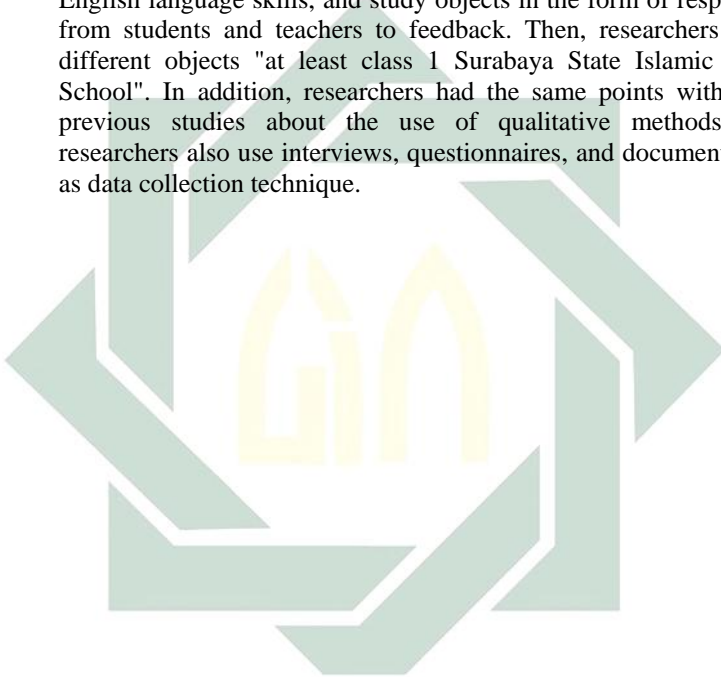 English language skills, and study objects in the form of resp
from students and teachers to feedback. Then, researchers
different objects "at least class 1 Surabaya State Islamic
School". In addition, researchers had the same points with
previous studies about the use of qualitative methods
researchers also use interviews, questionnaires, and document
as data collection technique.